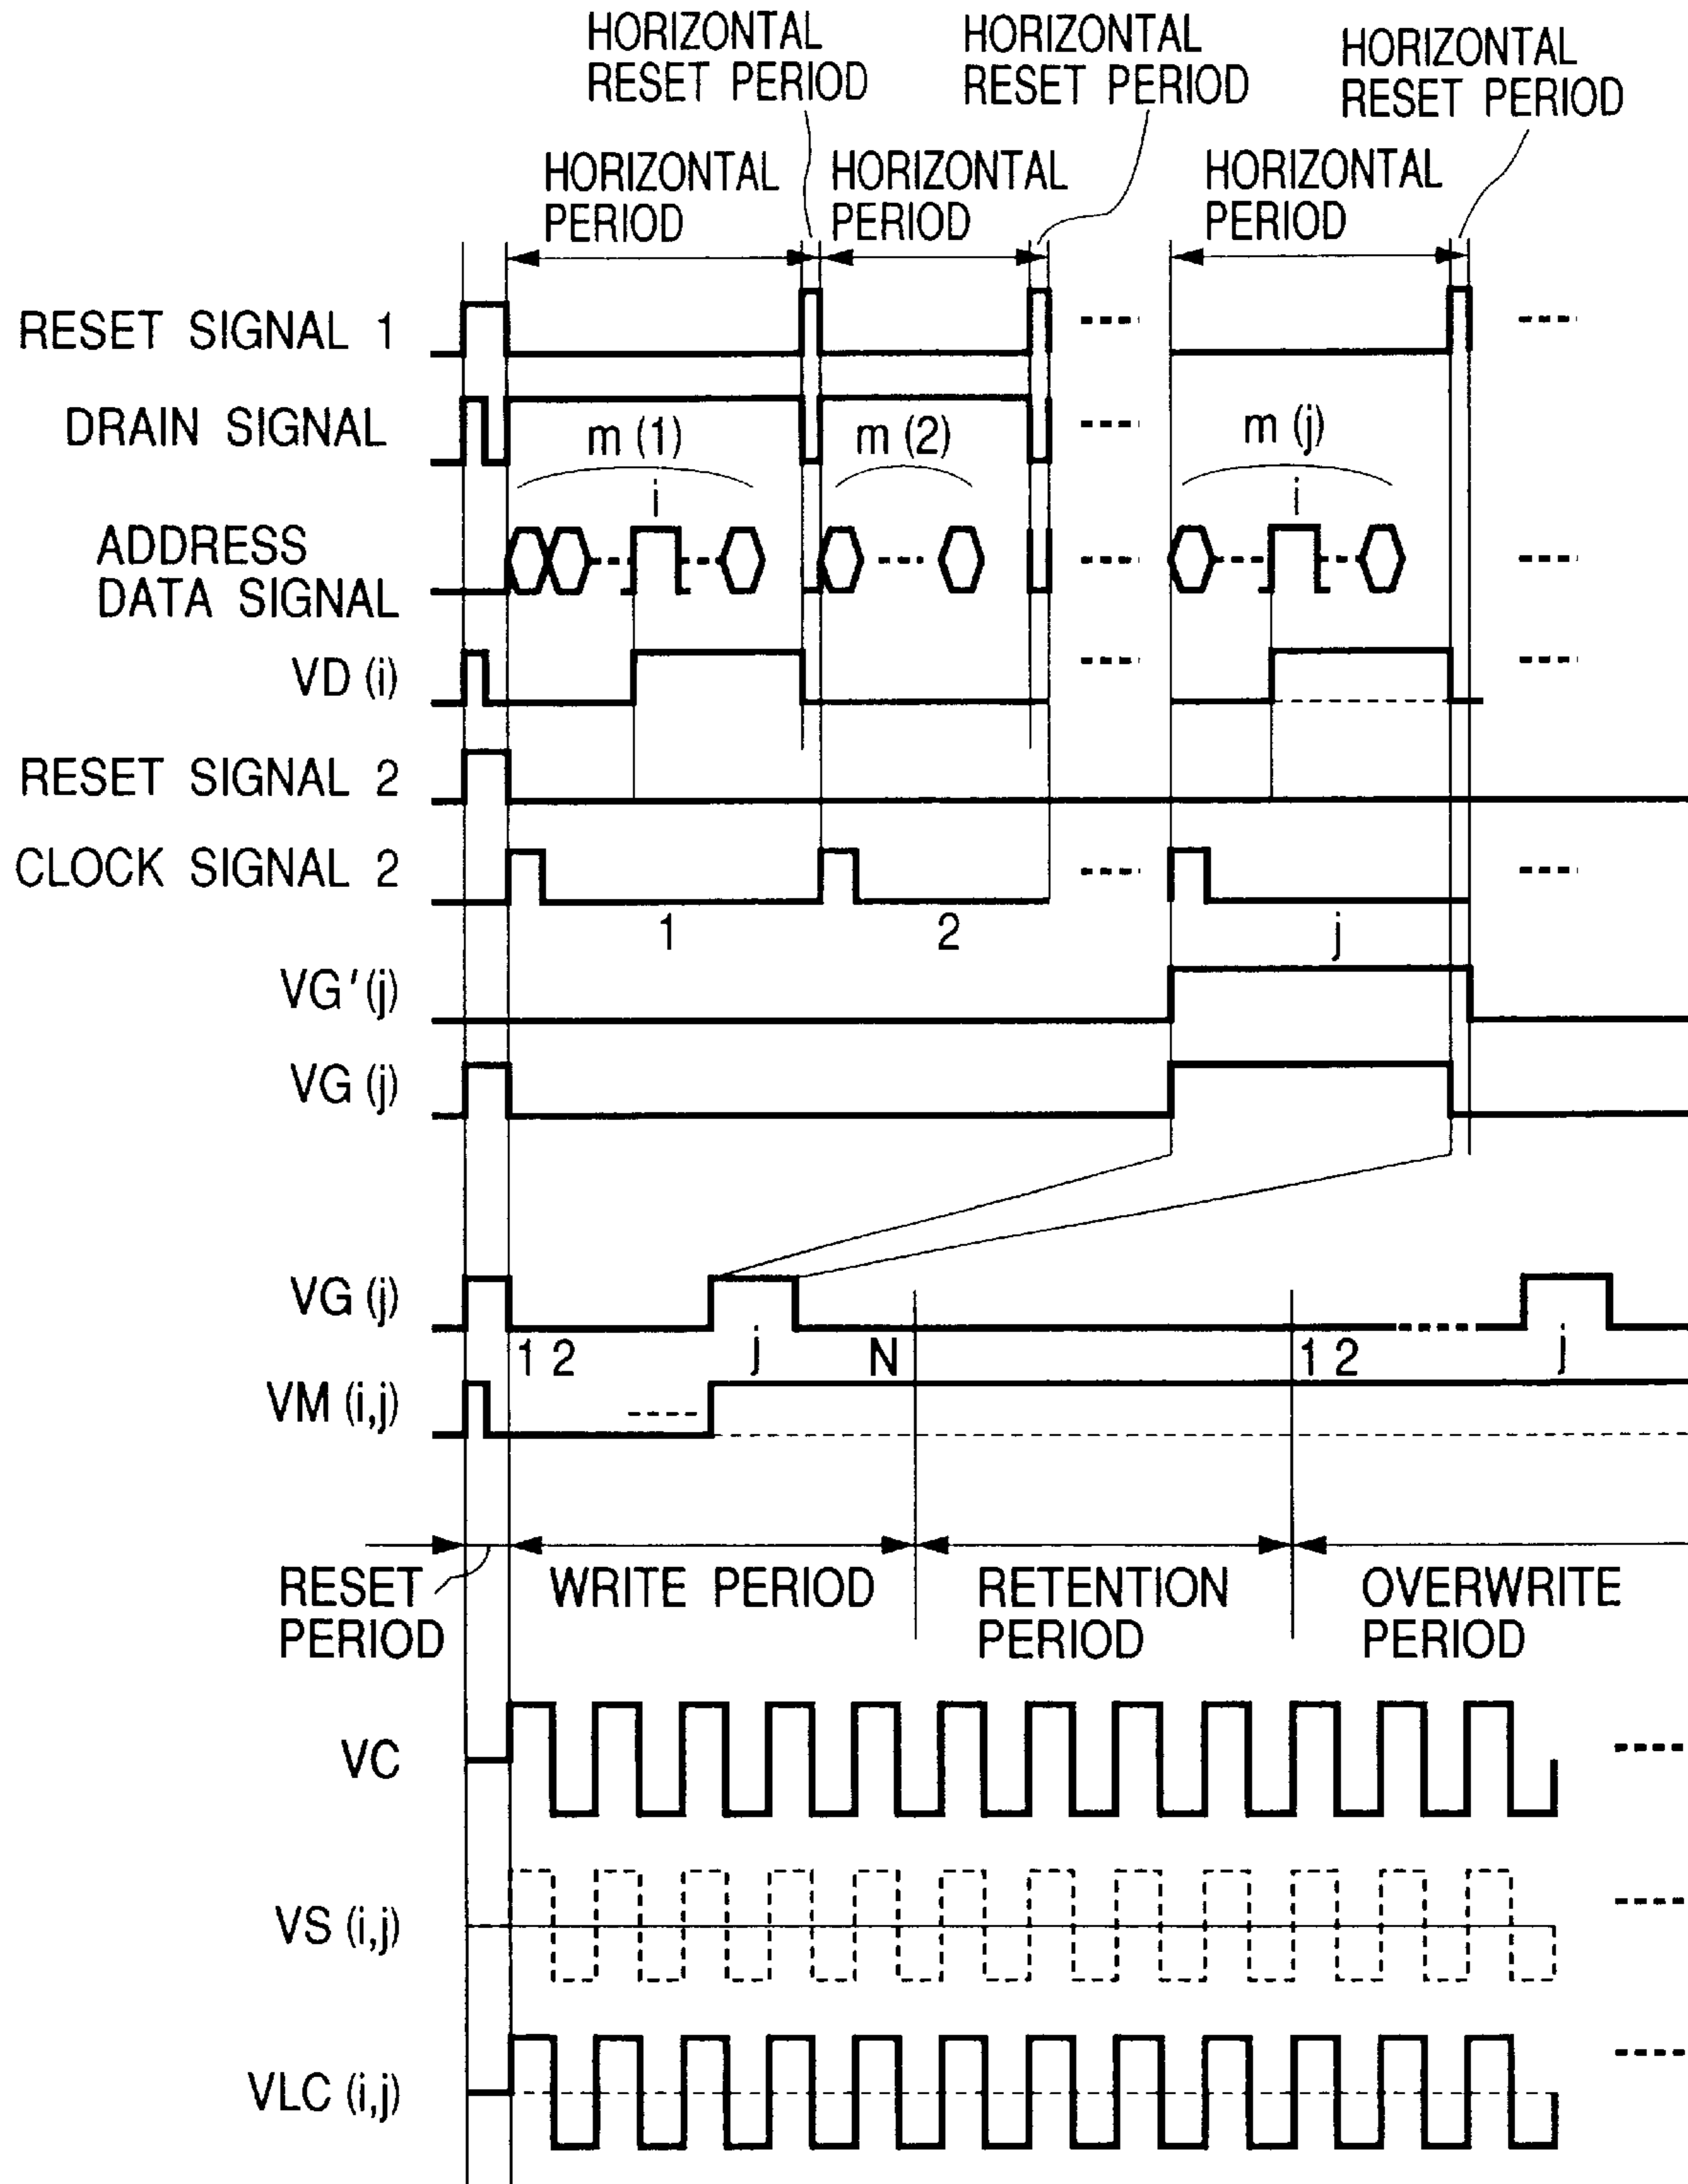 HORIZONTAL
RESET PERIOD
HORIZONTAL
RESET PERIOD
HORIZONTAL
RESET PERIOD
HORIZONTAL
PERIOD
HORIZONTAL
PERIOD
HORIZONTAL
PERIOD
RESET SIGNAL 1
DRAIN SIGNAL
m (1)
m (2)
m (j)
i
i
ADDRESS
DATA SIGNAL
VD (i)
RESET SIGNAL 2
CLOCK SIGNAL 2
1
2
j
VG'(j)
VG (j)
VG (j)
1 2
j
N
1 2
j
VM (i,j)
RESET
PERIOD
WRITE PERIOD
RETENTION
PERIOD
OVERWRITE
PERIOD
VC
VS (i,j)
VLC (i,j)